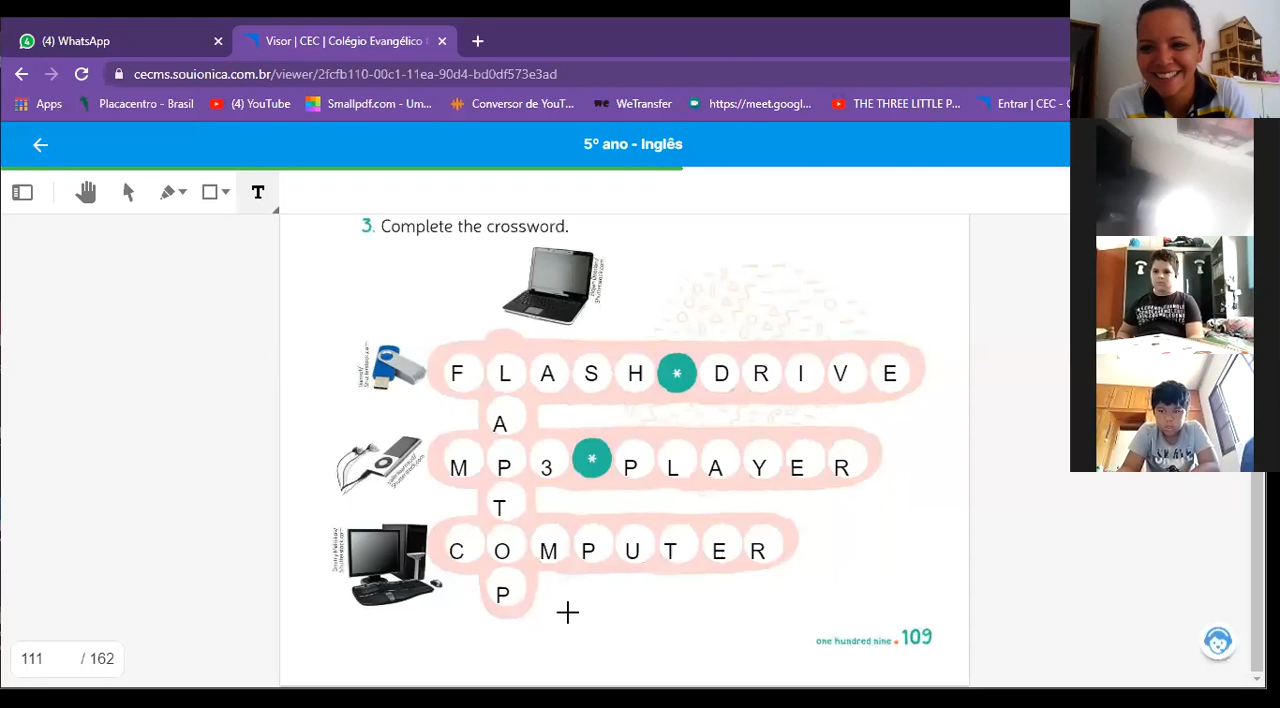 (4) WhatsApp
Visor | CEC | Colégio Evangélico
cecms.souionica.com.br/viewer/2fcfb110-00c1-11ea-90d4-bd0df573e3ad
Apps Placacentro - Brasil (4) YouTube Smallpdf.com - Um... Conversor de YouT... WeTransfer https://meet.googl... THE THREE LITTLE P... Entrar | CEC - C
5º ano - Inglês
T
3. Complete the crossword.
F L A S H * D R I V E
A
M P 3 * P L A Y E R
T
C O M P U T E R
P
one hundred nine • 109
111 / 162